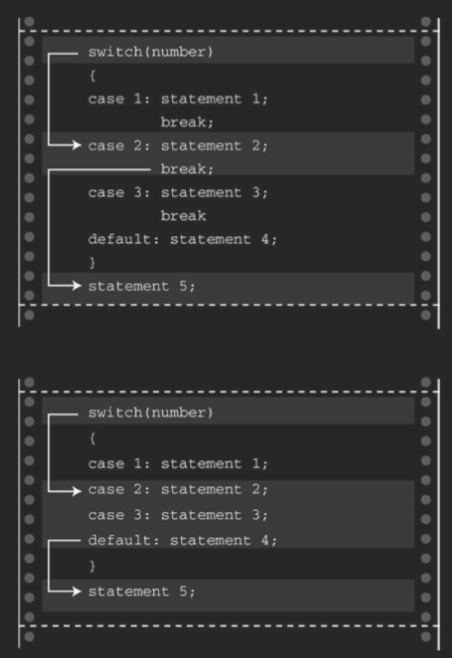 switch(number)
{
case 1: statement 1;
break;
case 2: statement 2;
break;
case 3: statement 3;
break
default: statement 4;
}
statement 5;
switch(number)
{
case 1: statement 1;
case 2: statement 2;
case 3: statement 3;
default: statement 4;
}
statement 5;